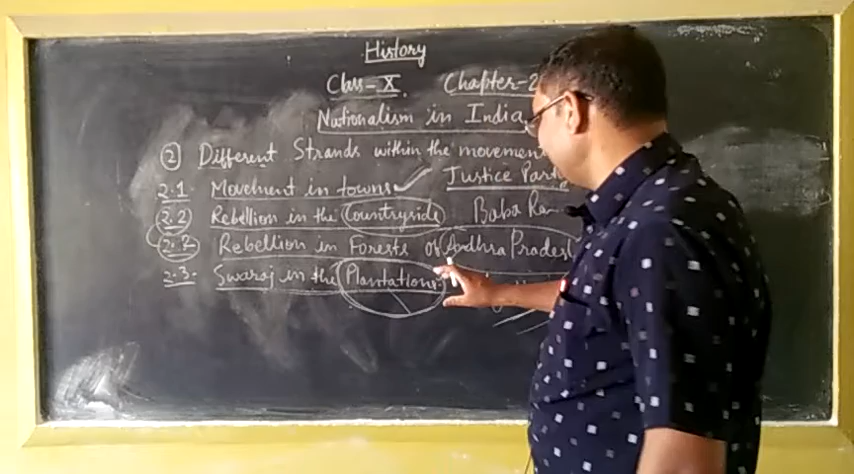 History
Class-X. Chapter-2
Nationalism in India
② Different Strands within the movement
2.1 Movement in towns ✓ Justice Party
2.2 Rebellion in the Countryside Baba Ram
2.2 Rebellion in Forests of Andhra Pradesh
2.3. Swaraj in the Plantations